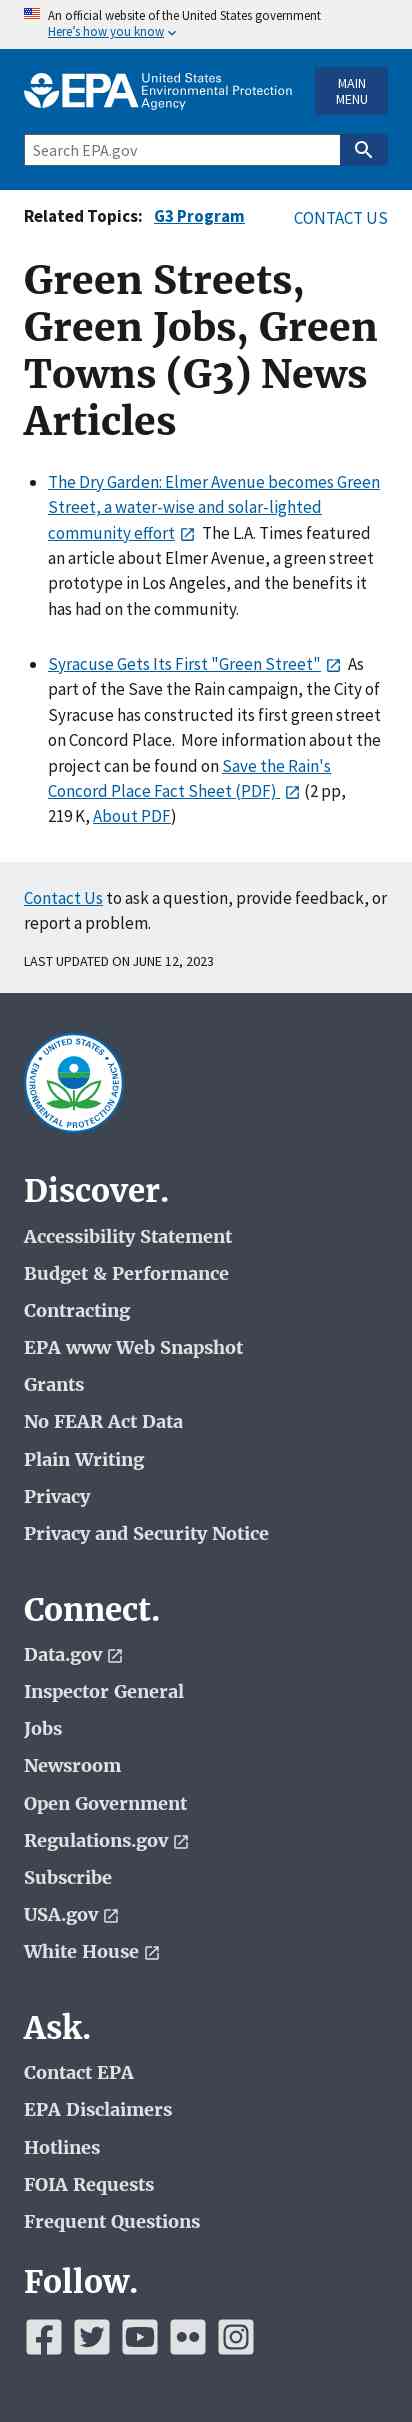 An official website of the United States government
Here's how you know
EPA United States
Environmental Protection
Agency
MAIN
MENU
Search EPA.gov
Related Topics: G3 Program CONTACT US
Green Streets,
Green Jobs, Green
Towns (G3) News
Articles
• The Dry Garden: Elmer Avenue becomes Green
Street, a water-wise and solar-lighted
community effort The L.A. Times featured
an article about Elmer Avenue, a green street
prototype in Los Angeles, and the benefits it
has had on the community.
• Syracuse Gets Its First "Green Street" As
part of the Save the Rain campaign, the City of
Syracuse has constructed its first green street
on Concord Place. More information about the
project can be found on Save the Rain's
Concord Place Fact Sheet (PDF) (2 pp,
219 K, About PDF)
Contact Us to ask a question, provide feedback, or
report a problem.
LAST UPDATED ON JUNE 12, 2023
UNITED STATES
ENVIRONMENTAL PROTECTION AGENCY
Discover.
Accessibility Statement
Budget & Performance
Contracting
EPA www Web Snapshot
Grants
No FEAR Act Data
Plain Writing
Privacy
Privacy and Security Notice
Connect.
Data.gov
Inspector General
Jobs
Newsroom
Open Government
Regulations.gov
Subscribe
USA.gov
White House
Ask.
Contact EPA
EPA Disclaimers
Hotlines
FOIA Requests
Frequent Questions
Follow.